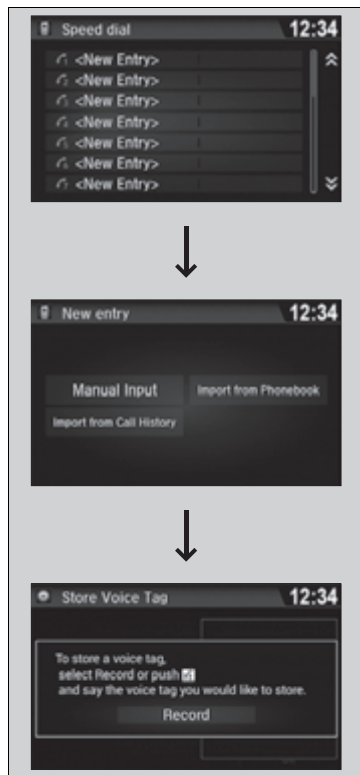 Speed dial 12:34
<New Entry>
<New Entry>
<New Entry>
<New Entry>
<New Entry>
<New Entry>
<New Entry>
New entry 12:34
Manual Input Import from Phonebook
Import from Call History
Store Voice Tag 12:34
To store a voice tag,
select Record or push
and say the voice tag you would like to store.
Record